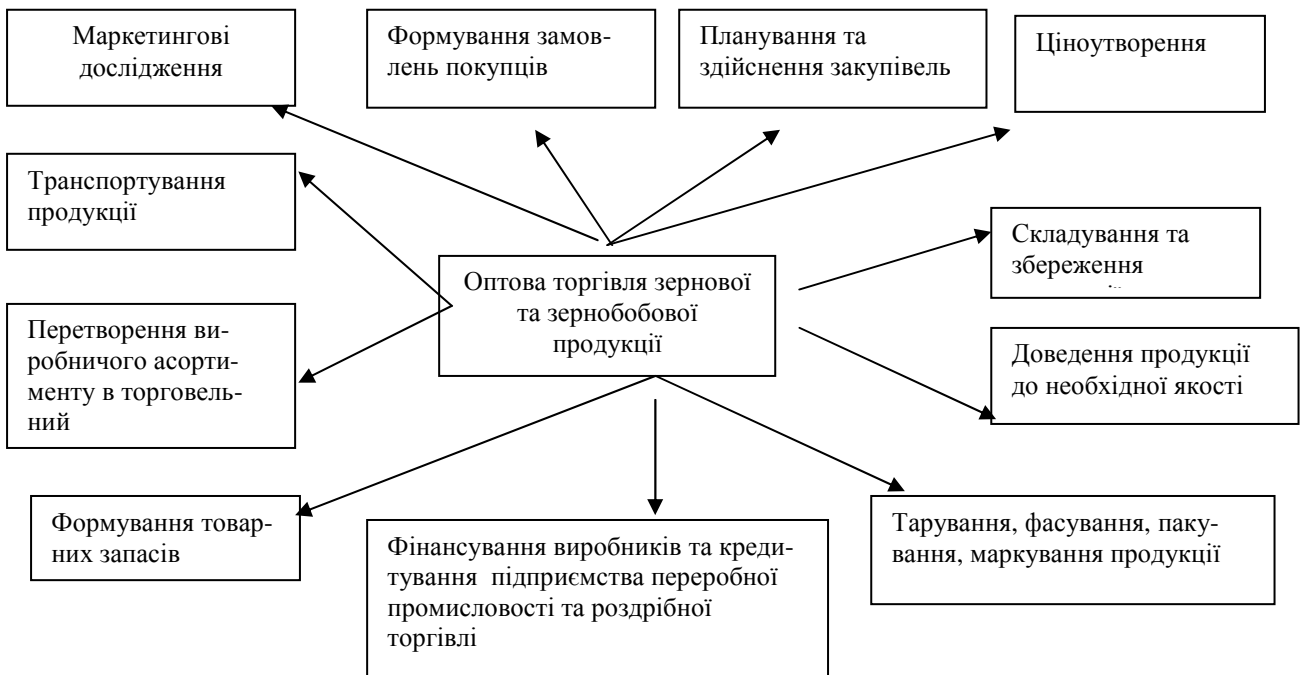 Маркетингові
дослідження
Формування замов-
лень покупців
Планування та
здійснення закупівель
Ціноутворення
Транспортування
продукції
Складування та
збереження
Оптова торгівля зернової
та зернобобової
продукції
Перетворення ви-
робничого асорти-
менту в торговель-
ний
Доведення продукції
до необхідної якості
Формування товар-
них запасів
Фінансування виробників та креди-
тування підприємства переробної
промисловості та роздрібної
торгівлі
Тарування, фасування, паку-
вання, маркування продукції